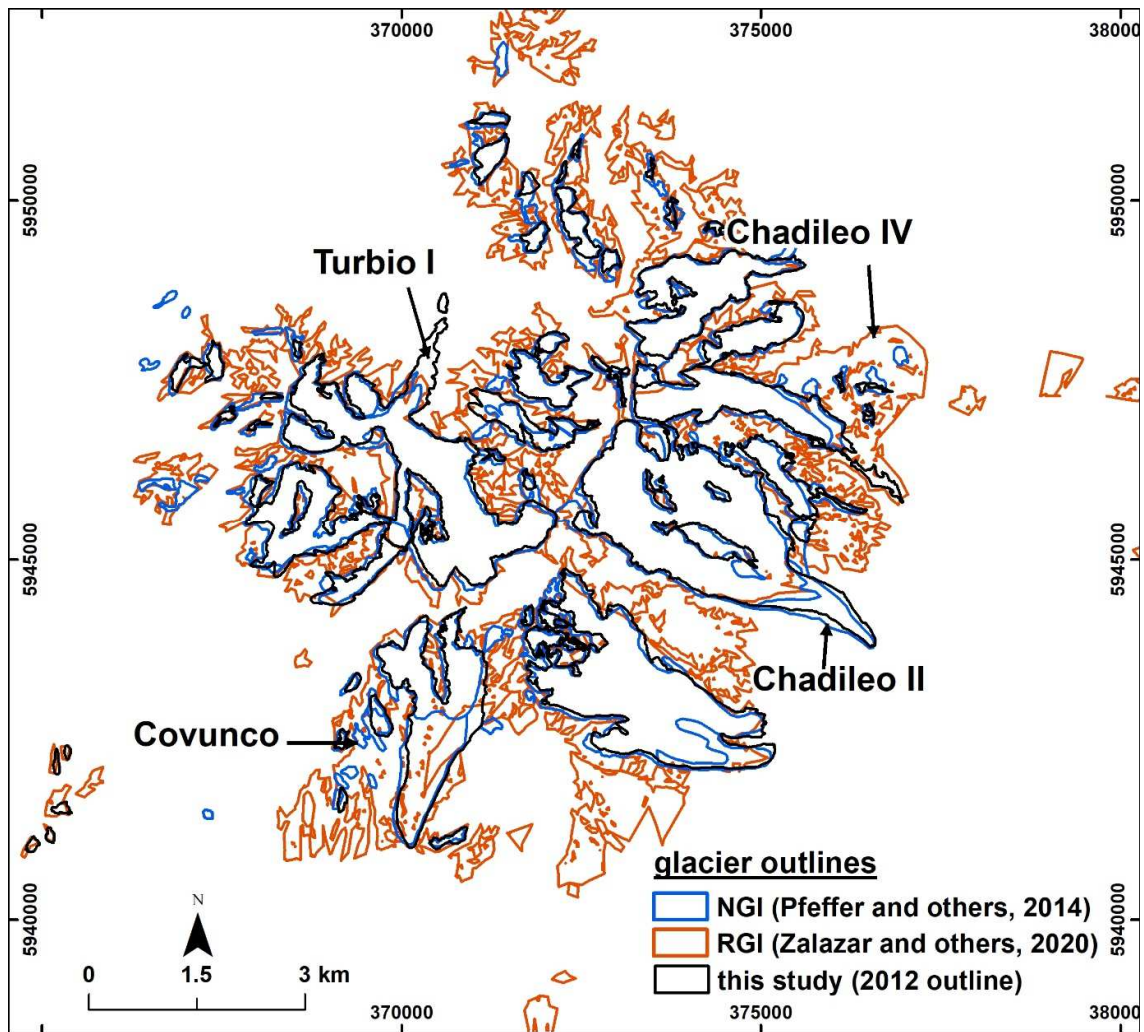 370000
375000
38000
5950000
5950000
Chadileo IV
Turbio I
5945000
5945000
Chadileo II
Covunco
glacier outlines
NGI (Pfeffer and others, 2014)
RGI (Zalazar and others, 2020)
this study (2012 outline)
N
0 1.5 3 km
5940000
5940000
370000
375000
38000